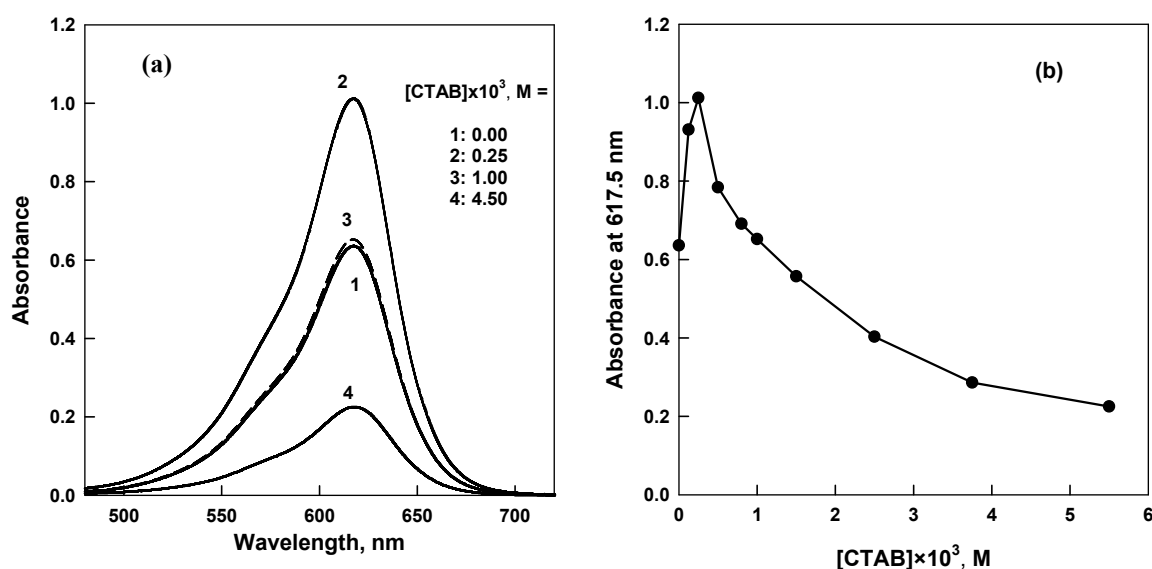 1.2
1.0
0.8
0.6
0.4
0.2
0.0
Absorbance
(a)
2
3
1
4
[CTAB]x10³, M =
1: 0.00
2: 0.25
3: 1.00
4: 4.50
500 550 600 650 700
Wavelength, nm
1.2
1.0
0.8
0.6
0.4
0.2
0.0
Absorbance at 617.5 nm
(b)
0 1 2 3 4 5 6
[CTAB]×10³, M